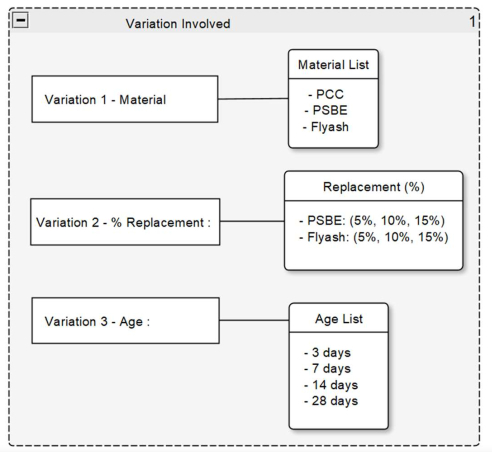 Variation Involved
1
Variation 1 - Material
Material List
- PCC
- PSBE
- Flyash
Variation 2 - % Replacement :
Replacement (%)
- PSBE: (5%, 10%, 15%)
- Flyash: (5%, 10%, 15%)
Variation 3 - Age :
Age List
- 3 days
- 7 days
- 14 days
- 28 days